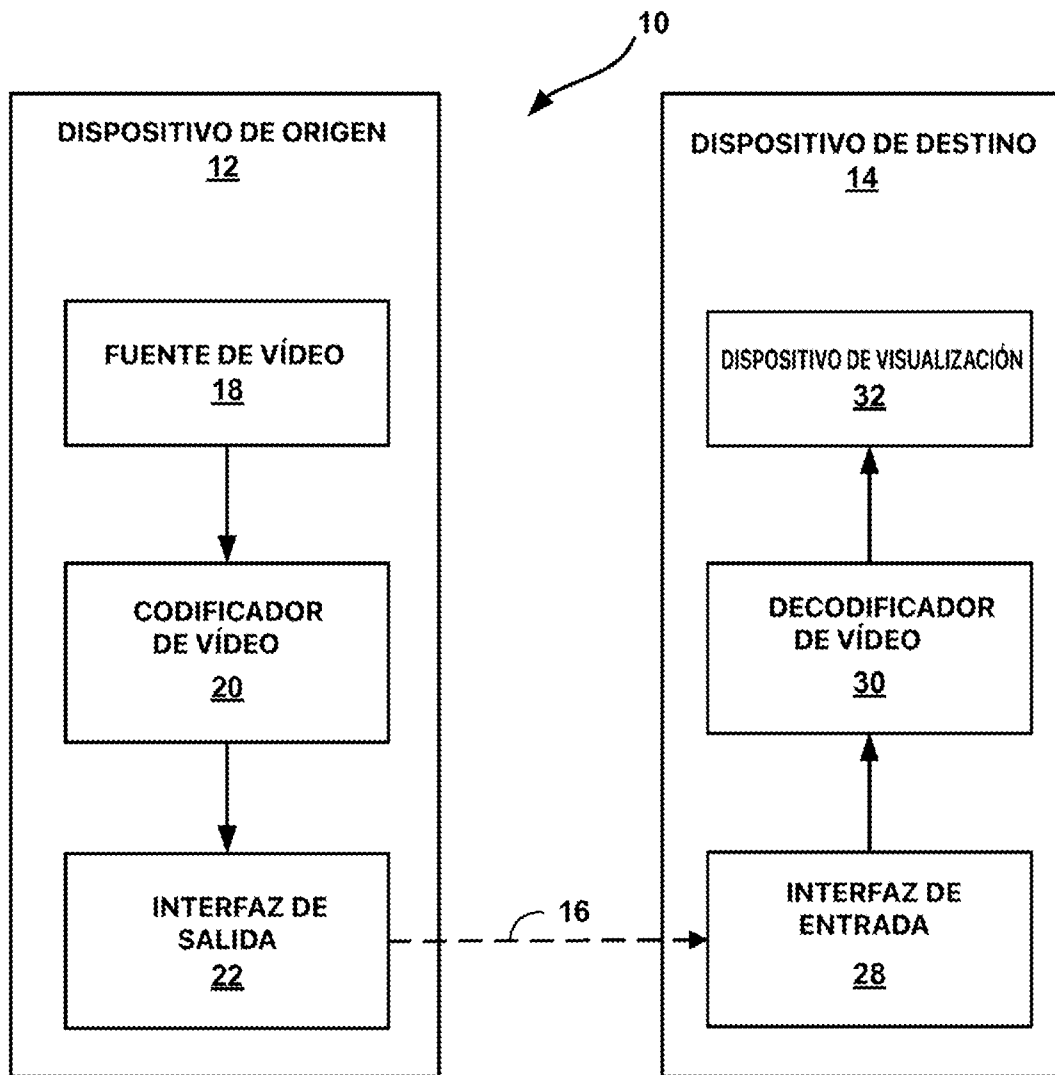 10
DISPOSITIVO DE ORIGEN
12
FUENTE DE VÍDEO
18
CODIFICADOR
DE VÍDEO
20
INTERFAZ DE
SALIDA
22
16
DISPOSITIVO DE DESTINO
14
DISPOSITIVO DE VISUALIZACIÓN
32
DECODIFICADOR
DE VÍDEO
30
INTERFAZ DE
ENTRADA
28